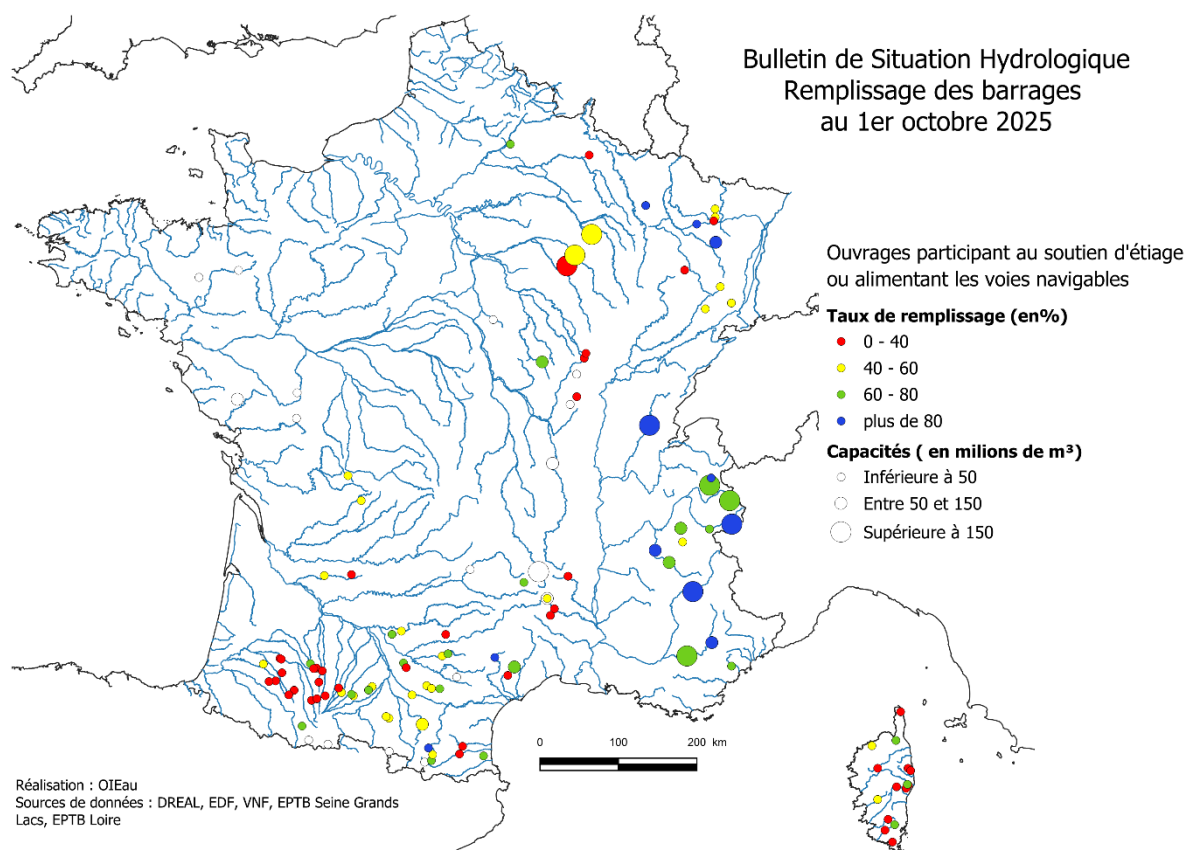 Bulletin de Situation Hydrologique
Remplissage des barrages
au 1er octobre 2025
Ouvrages participant au soutien d'étiage
ou alimentant les voies navigables
Taux de remplissage (en%)
0 - 40
40 - 60
60 - 80
plus de 80
Capacités ( en milions de m³)
Inférieure à 50
Entre 50 et 150
Supérieure à 150
0 100 200 km
Réalisation : OIEau
Sources de données : DREAL, EDF, VNF, EPTB Seine Grands
Lacs, EPTB Loire